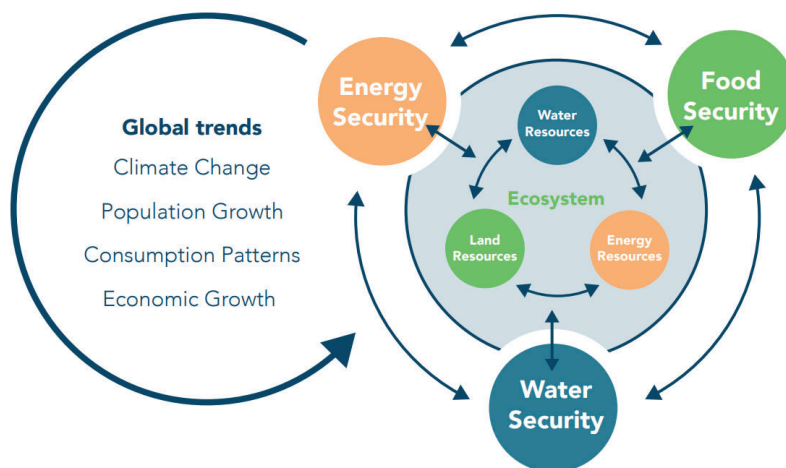 Global trends
Climate Change
Population Growth
Consumption Patterns
Economic Growth
Energy
Security
Food
Security
Water
Resources
Ecosystem
Land
Resources
Energy
Resources
Water
Security